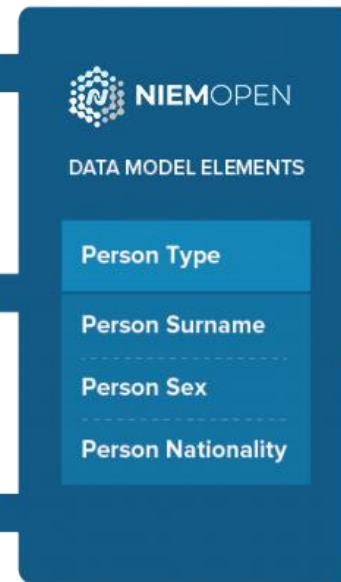 NIEMOPEN
DATA MODEL ELEMENTS
Person Type
Person Surname
Person Sex
Person Nationality